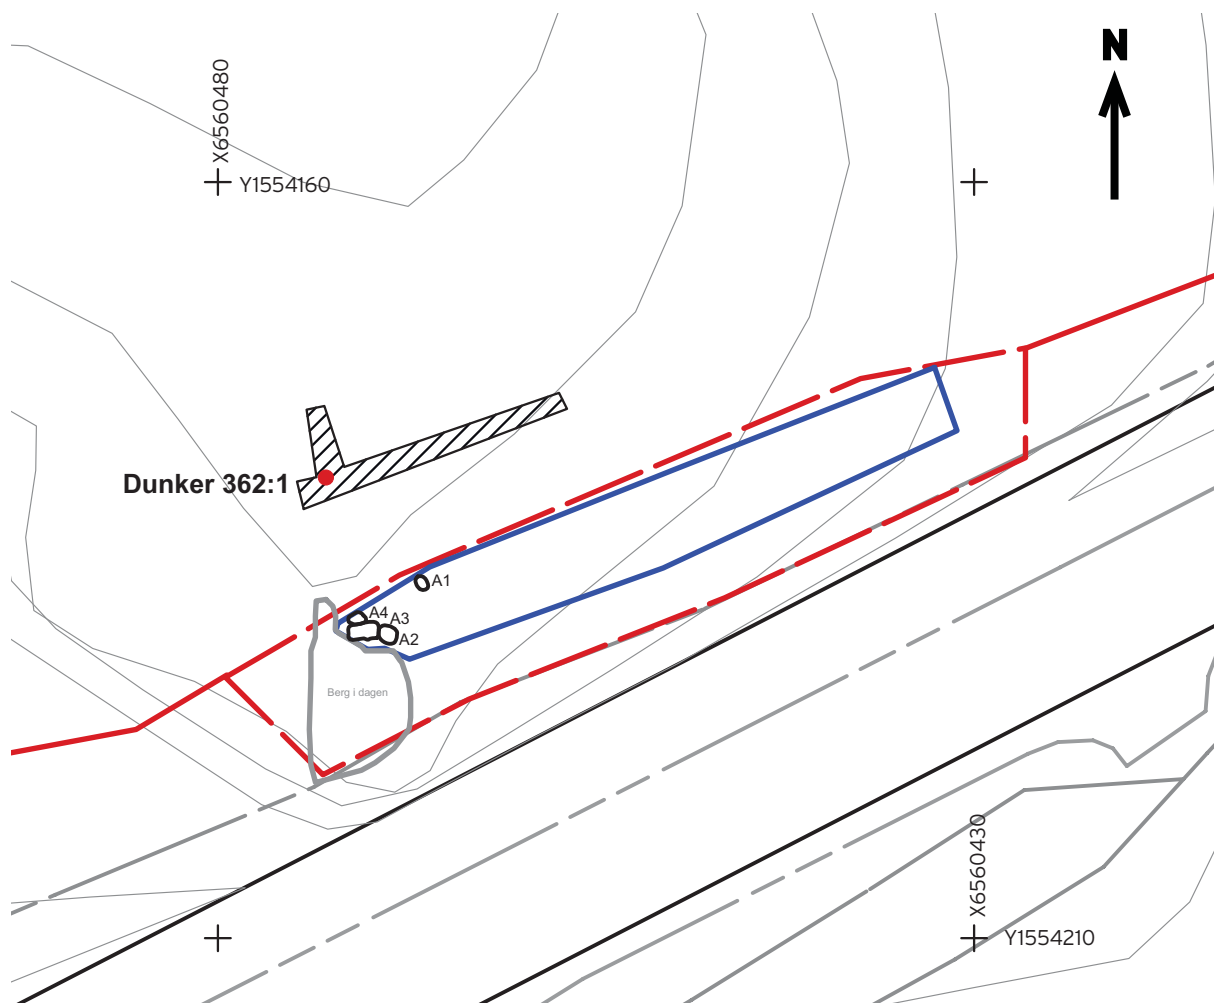 N
X6560480
Y1554160
Dunker 362:1
A1
A4
A3
A2
Berg i dagen
X6560430
Y1554210